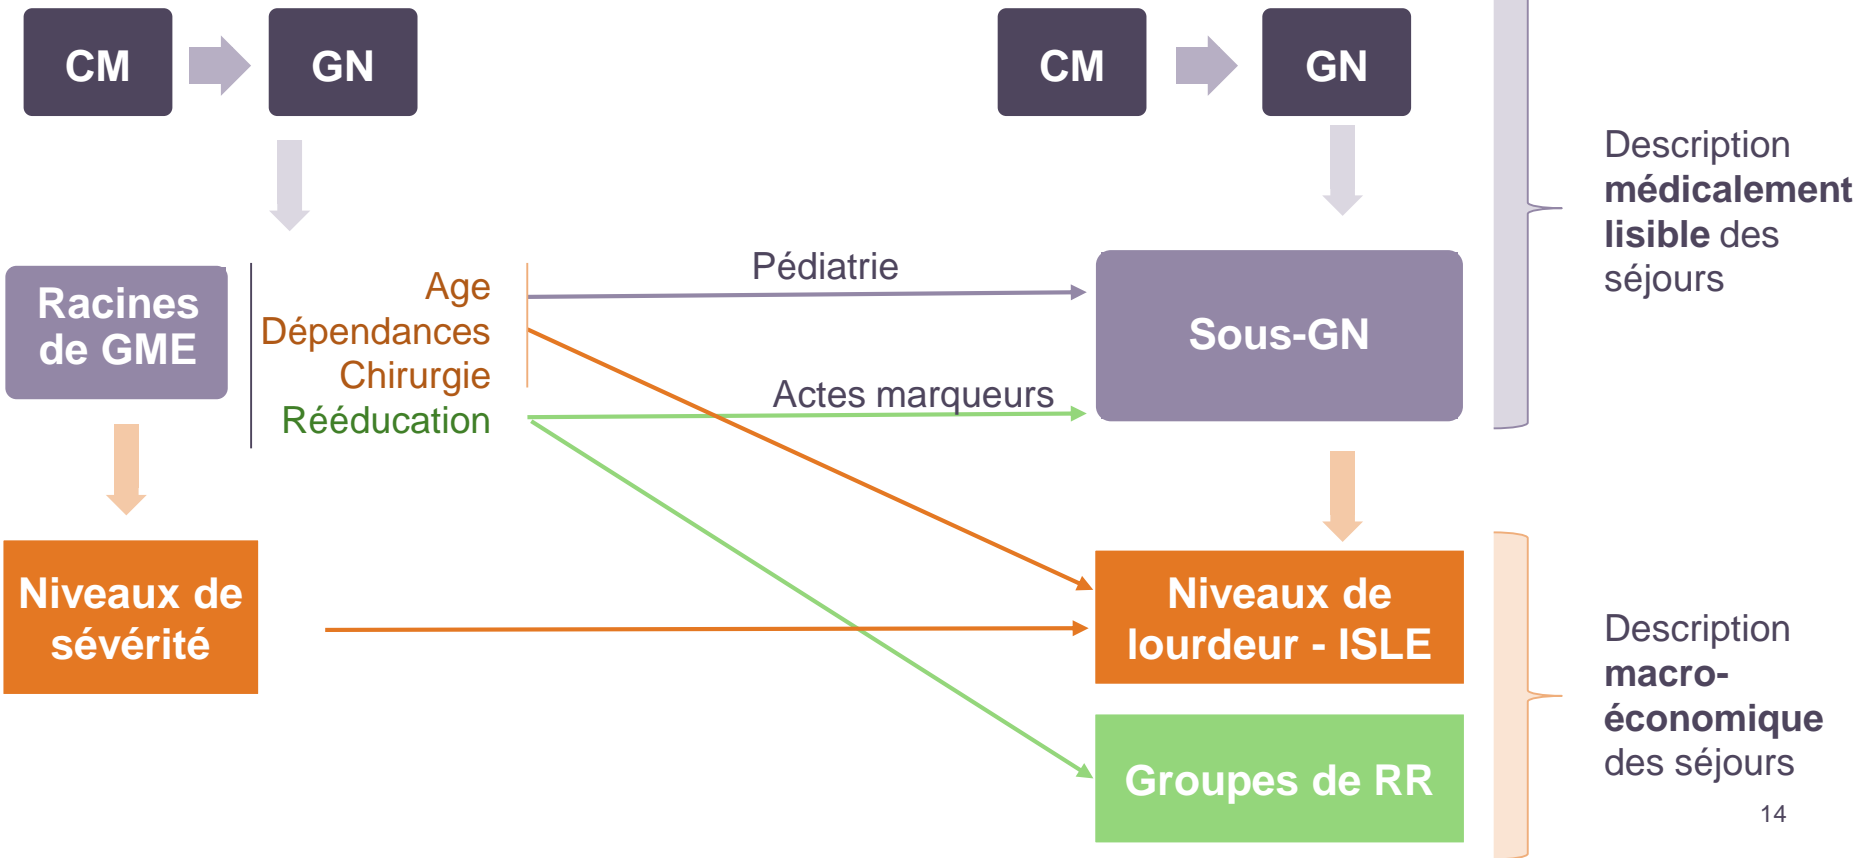 CM
GN
CM
GN
Description
médicalement
lisible des
séjours
Racines
de GME
Age
Dépendances
Chirurgie
Rééducation
Pédiatrie
Actes marqueurs
Sous-GN
Niveaux de
sévérité
Niveaux de
lourdeur - ISLE
Groupes de RR
Description
macro-
économique
des séjours
14